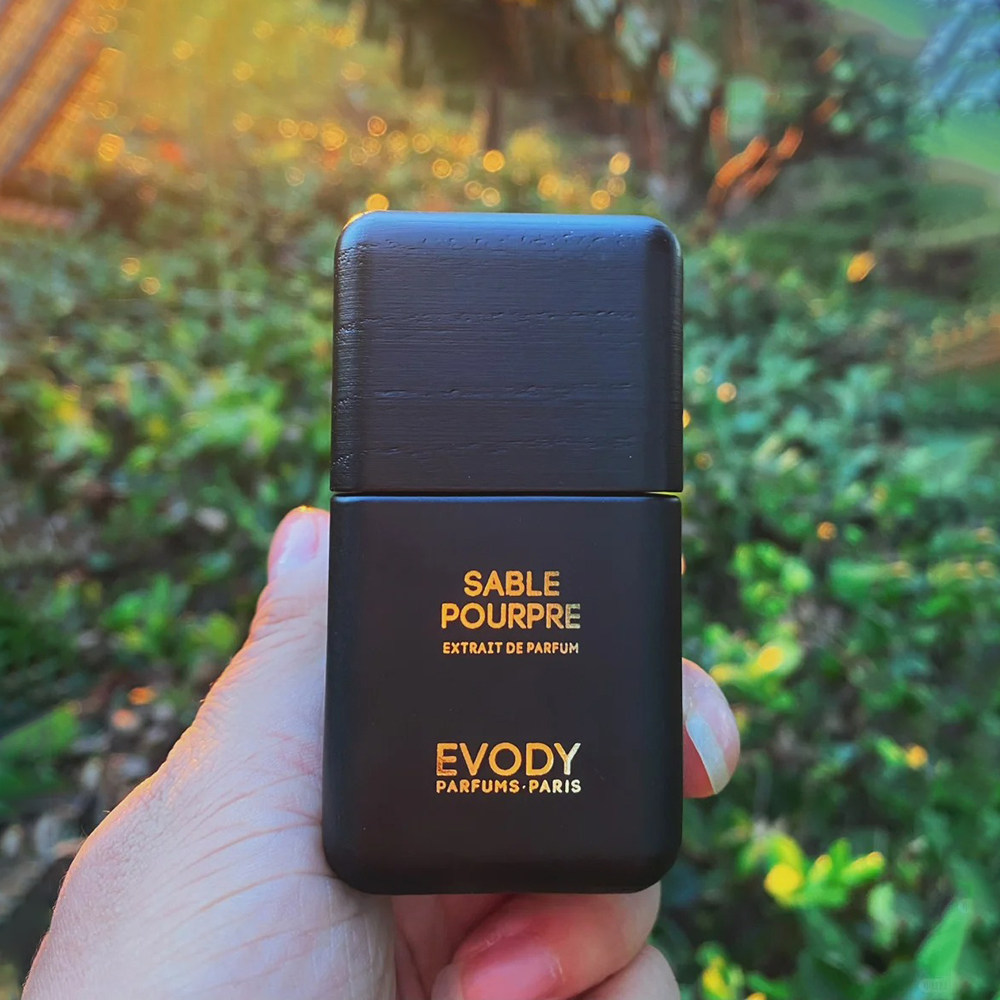 SABLE
POURPRE
EXTRAIT DE PARFUM
EVODY
PARFUMS·PARIS